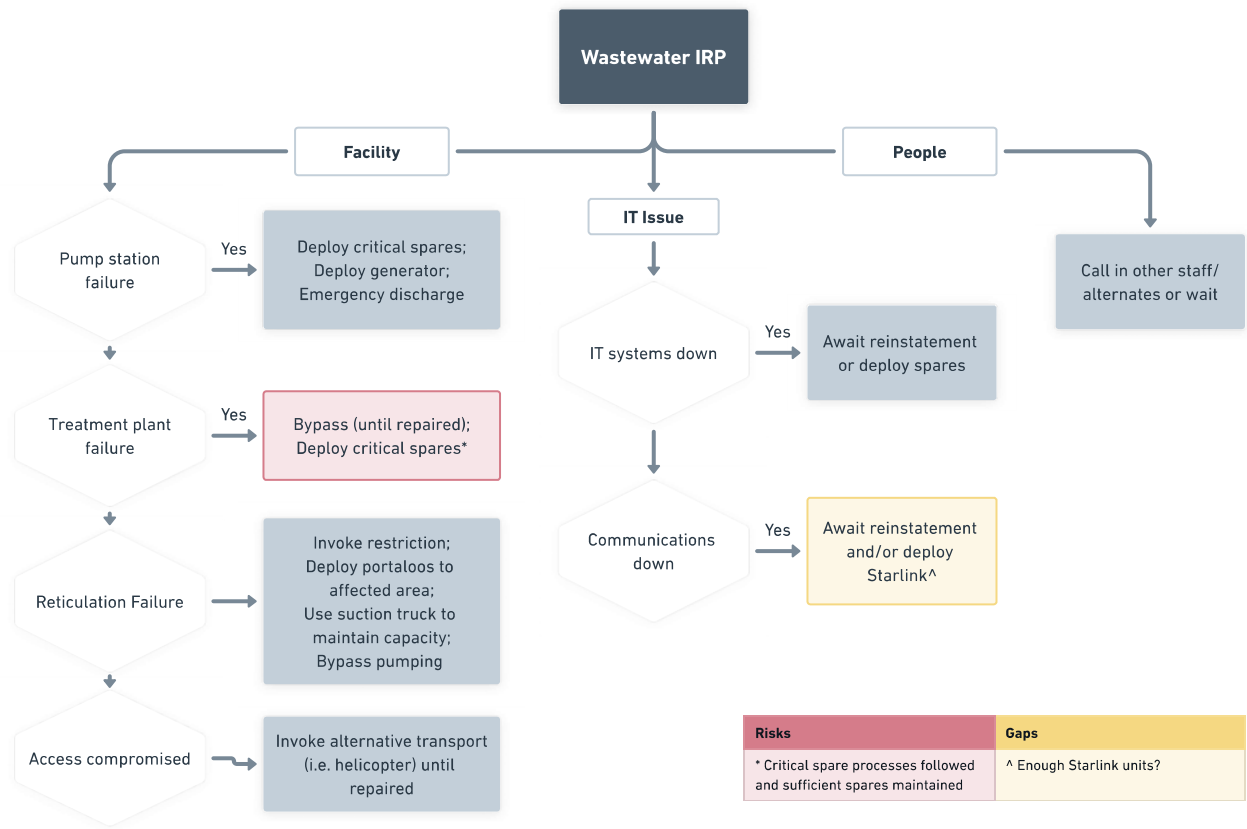 Wastewater IRP
Facility
People
IT Issue
Pump station
failure
Yes
Deploy critical spares;
Deploy generator;
Emergency discharge
Treatment plant
failure
Yes
Bypass (until repaired);
Deploy critical spares*
Reticulation Failure
Invoke restriction;
Deploy portaloos to
affected area;
Use suction truck to
maintain capacity;
Bypass pumping
Access compromised
Invoke alternative transport
(i.e. helicopter) until
repaired
IT systems down
Yes
Await reinstatement
or deploy spares
Communications
down
Yes
Await reinstatement
and/or deploy
Starlink^
Call in other staff/
alternates or wait
Risks
* Critical spare processes followed
and sufficient spares maintained
Gaps
^ Enough Starlink units?